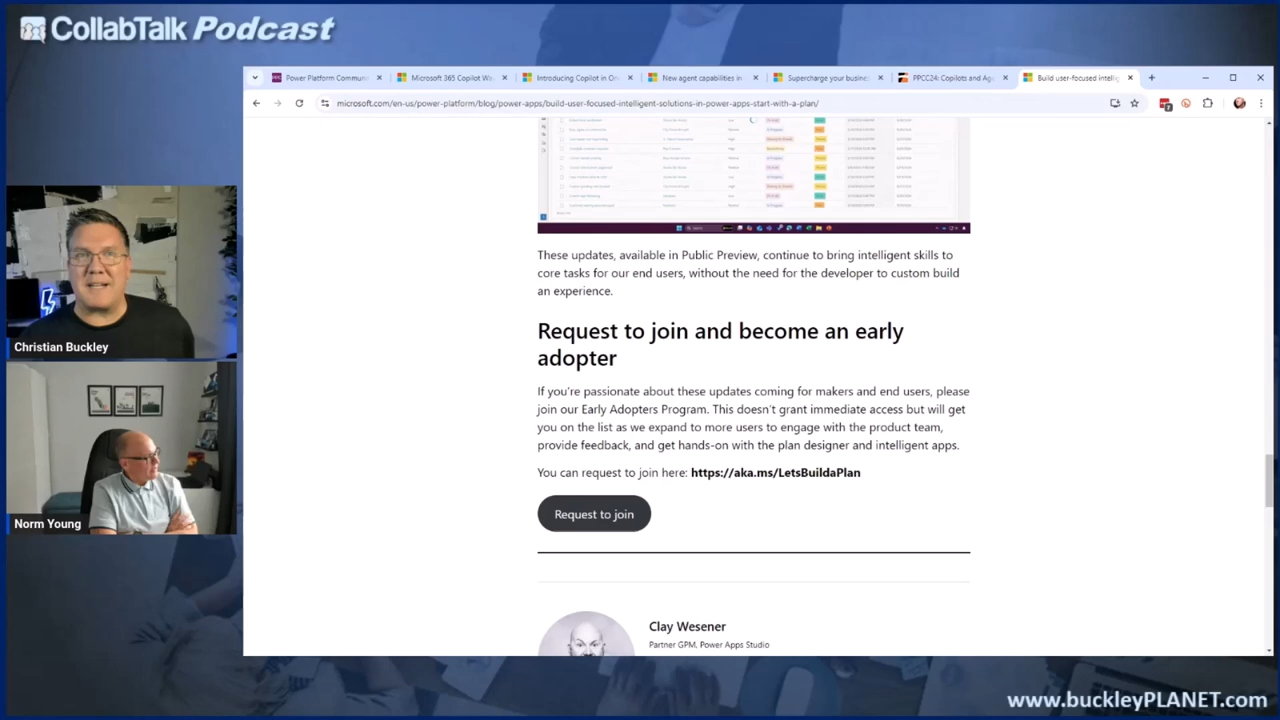 CollabTalk Podcast
Power Platform Commun
Microsoft 365 Copilot Wa
Introducing Copilot in On
New agent capabilities in
Supercharge your busine
PPCC24: Copilots and Ag
Build user-focused intelli
microsoft.com/en-us/power-platform/blog/power-apps/build-user-focused-intelligent-solutions-in-power-apps-start-with-a-plan/
These updates, available in Public Preview, continue to bring intelligent skills to
core tasks for our end users, without the need for the developer to custom build
an experience.
Request to join and become an early
adopter
If you're passionate about these updates coming for makers and end users, please
join our Early Adopters Program. This doesn't grant immediate access but will get
you on the list as we expand to more users to engage with the product team,
provide feedback, and get hands-on with the plan designer and intelligent apps.
You can request to join here: https://aka.ms/LetsBuildaPlan
Request to join
Clay Wesener
Partner GPM, Power Apps Studio
Christian Buckley
Norm Young
www.buckleyPLANET.com